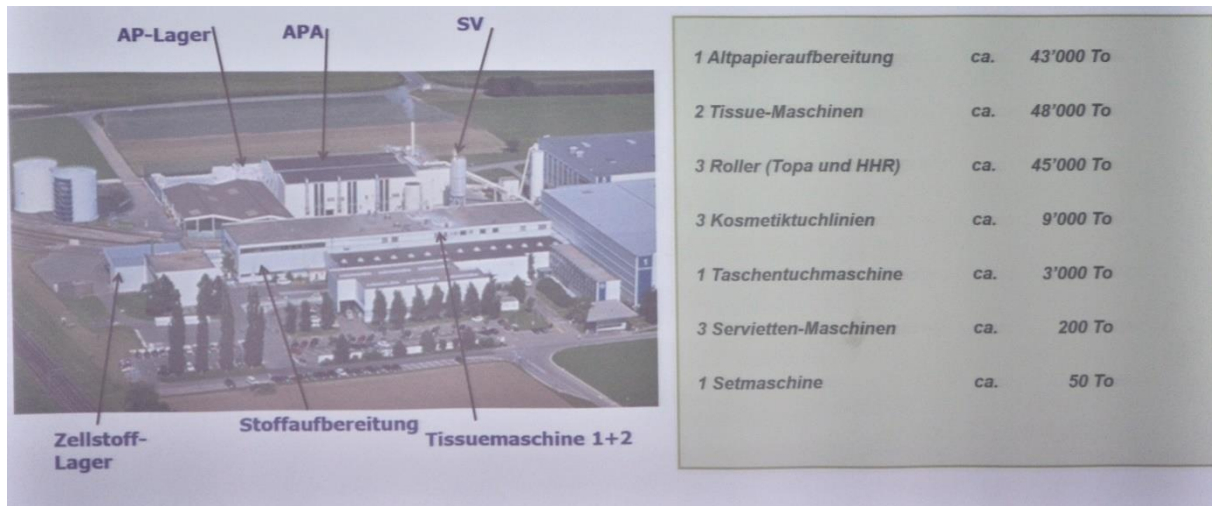 AP-Lager
APA
SV
Zellstoff-
Lager
Stoffaufbereitung
Tissuemaschine 1+2
1 Altpapieraufbereitung ca. 43'000 To
2 Tissue-Maschinen ca. 48'000 To
3 Roller (Topa und HHR) ca. 45'000 To
3 Kosmetiktuchlinien ca. 9'000 To
1 Taschentuchmaschine ca. 3'000 To
3 Servietten-Maschinen ca. 200 To
1 Setmaschine ca. 50 To